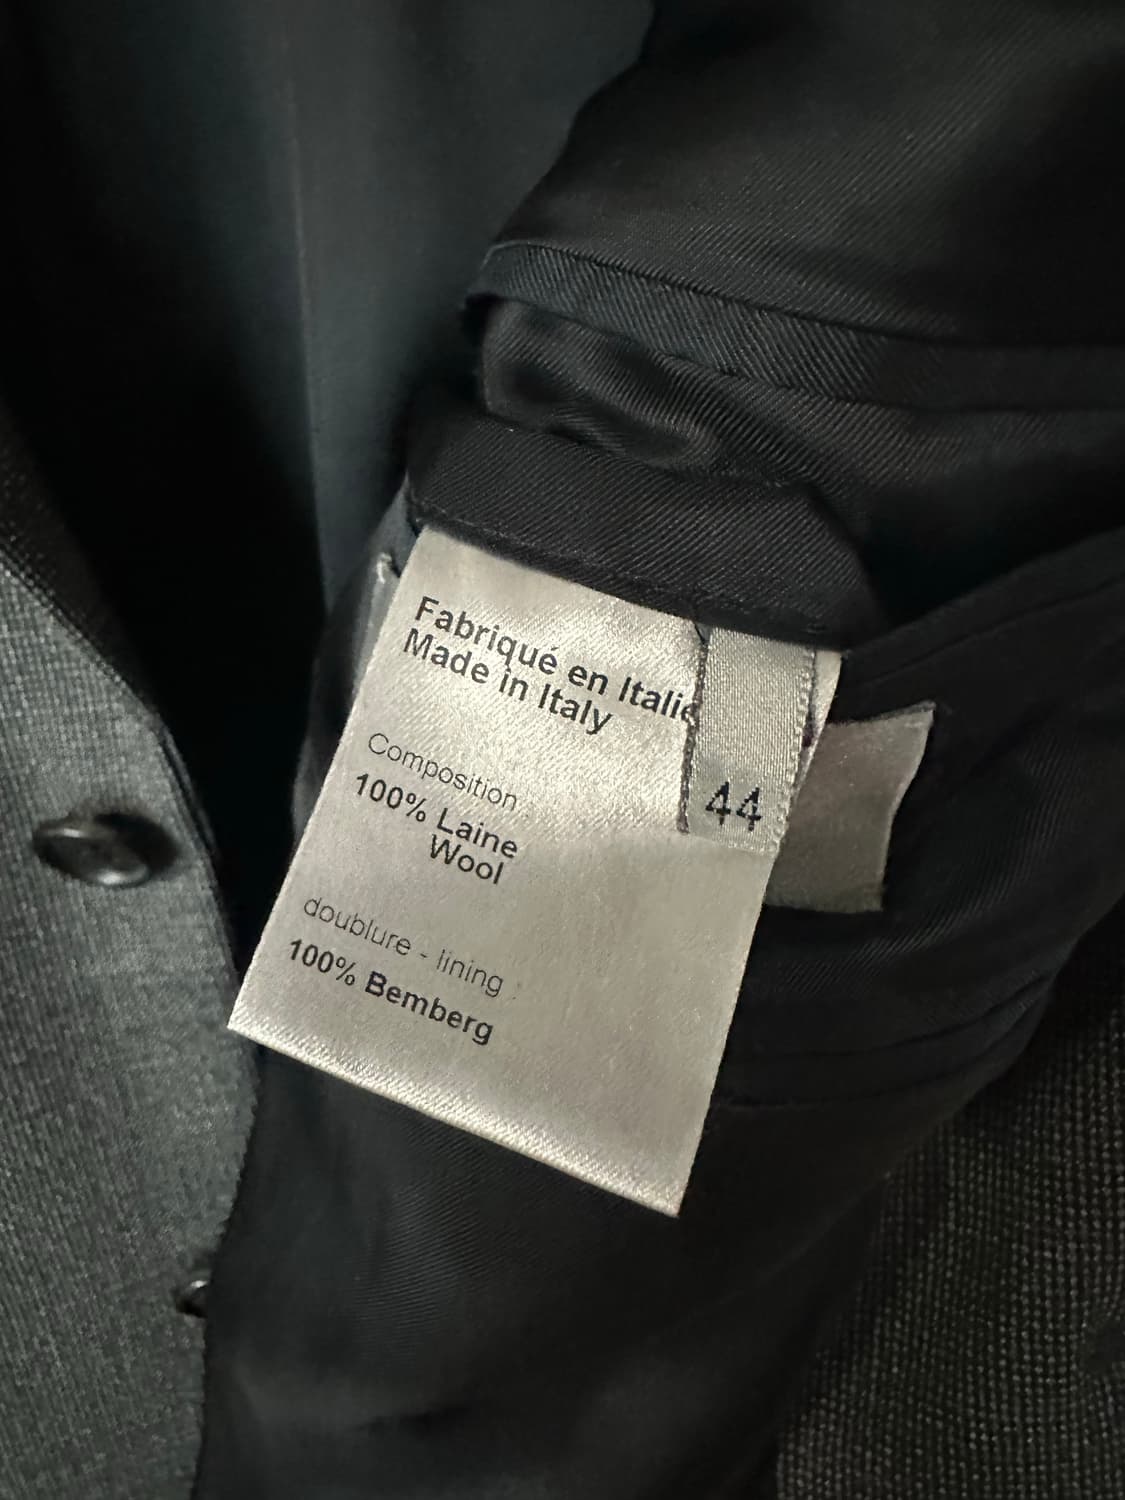 Fabriqué en Italie
Made in Italy
44
Composition
100% Laine
Wool
doublure - lining
100% Bemberg